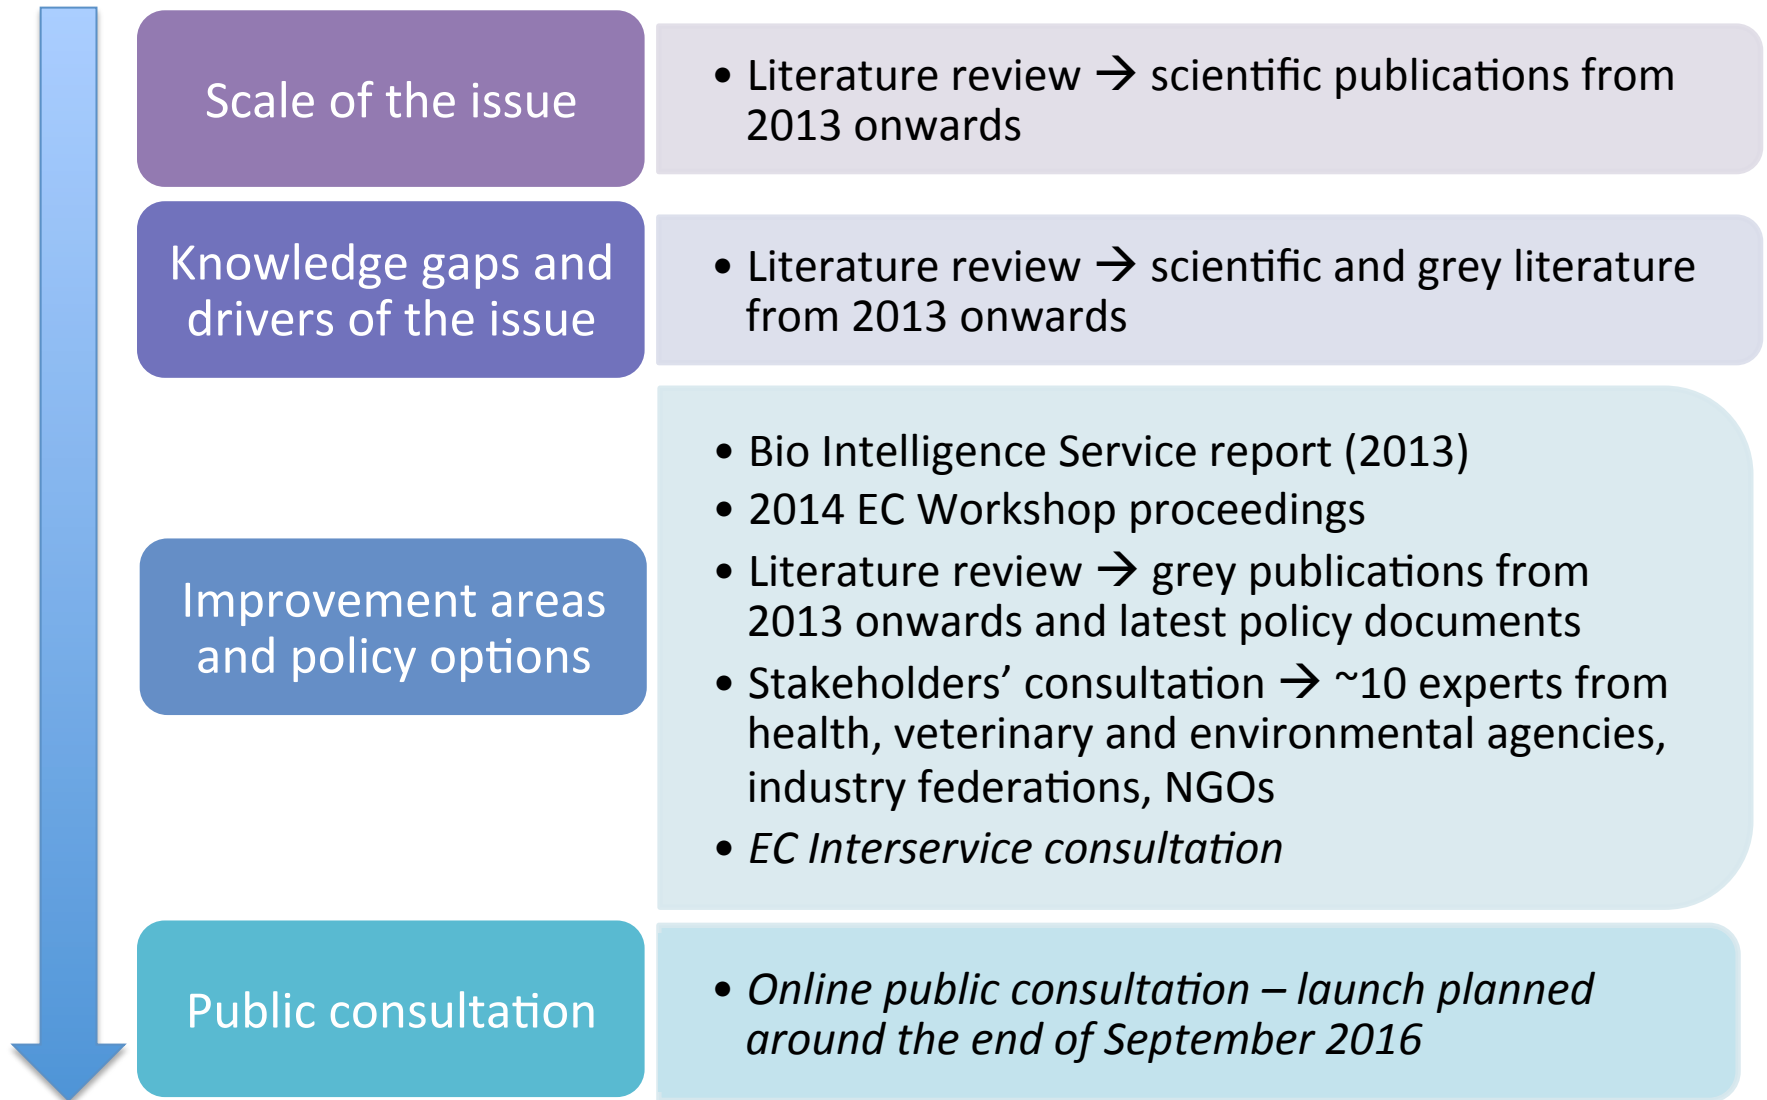 Scale of the issue
• Literature review → scientific publications from
2013 onwards
Knowledge gaps and
drivers of the issue
• Literature review → scientific and grey literature
from 2013 onwards
Improvement areas
and policy options
• Bio Intelligence Service report (2013)
• 2014 EC Workshop proceedings
• Literature review → grey publications from
2013 onwards and latest policy documents
• Stakeholders’ consultation → ~10 experts from
health, veterinary and environmental agencies,
industry federations, NGOs
• EC Interservice consultation
Public consultation
• Online public consultation – launch planned
around the end of September 2016